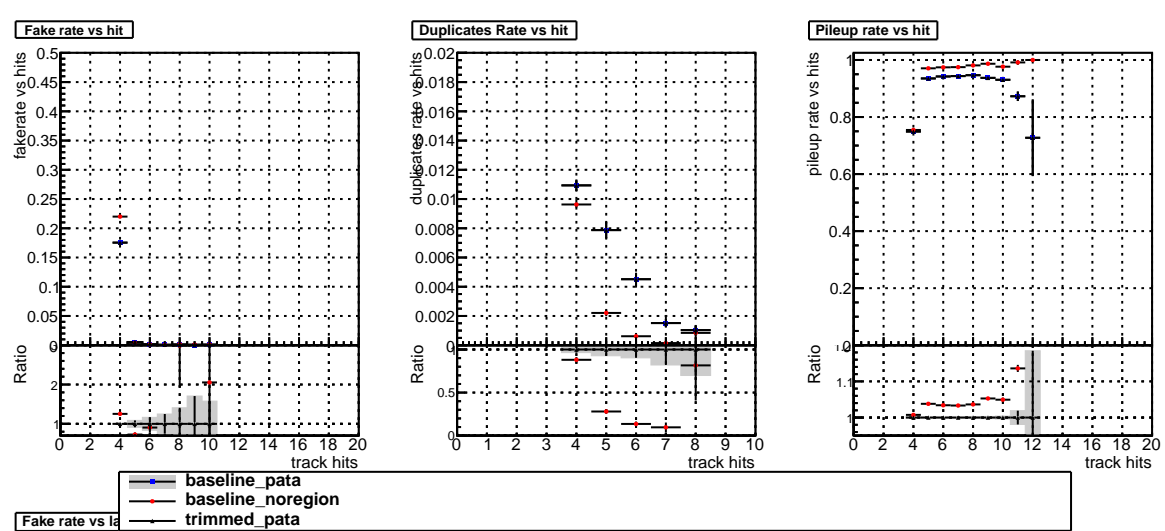 Fake rate vs hit
Duplicates Rate vs hit
Pileup rate vs hit
fakerate vs hits
0.5
0.45
0.4
0.35
0.3
0.25
0.2
0.15
0.1
0.05
0
duplicates rate vs hits
0.02
0.018
0.016
0.014
0.012
0.01
0.008
0.006
0.004
0.002
0
pileup rate vs hits
1
0.8
0.6
0.4
0.2
0
Ratio
3
2
1
0 2 4 6 8 10 12 14 16 18 20
track hits
Ratio
1
0.5
0
0 1 2 3 4 5 6 7 8 9 10
track hits
Ratio
1.1
1
0 2 4 6 8 10 12 14 16 18 20
track hits
baseline_pata
baseline_noregion
trimmed_pata
Fake rate vs la